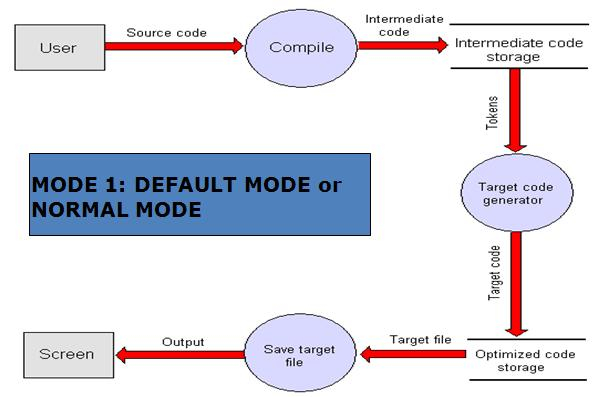 User
Source code
Compile
Intermediate
code
Intermediate code
storage
Tokens
MODE 1: DEFAULT MODE or
NORMAL MODE
Target code
generator
Target code
Screen
Output
Save target
file
Target file
Optimized code
storage